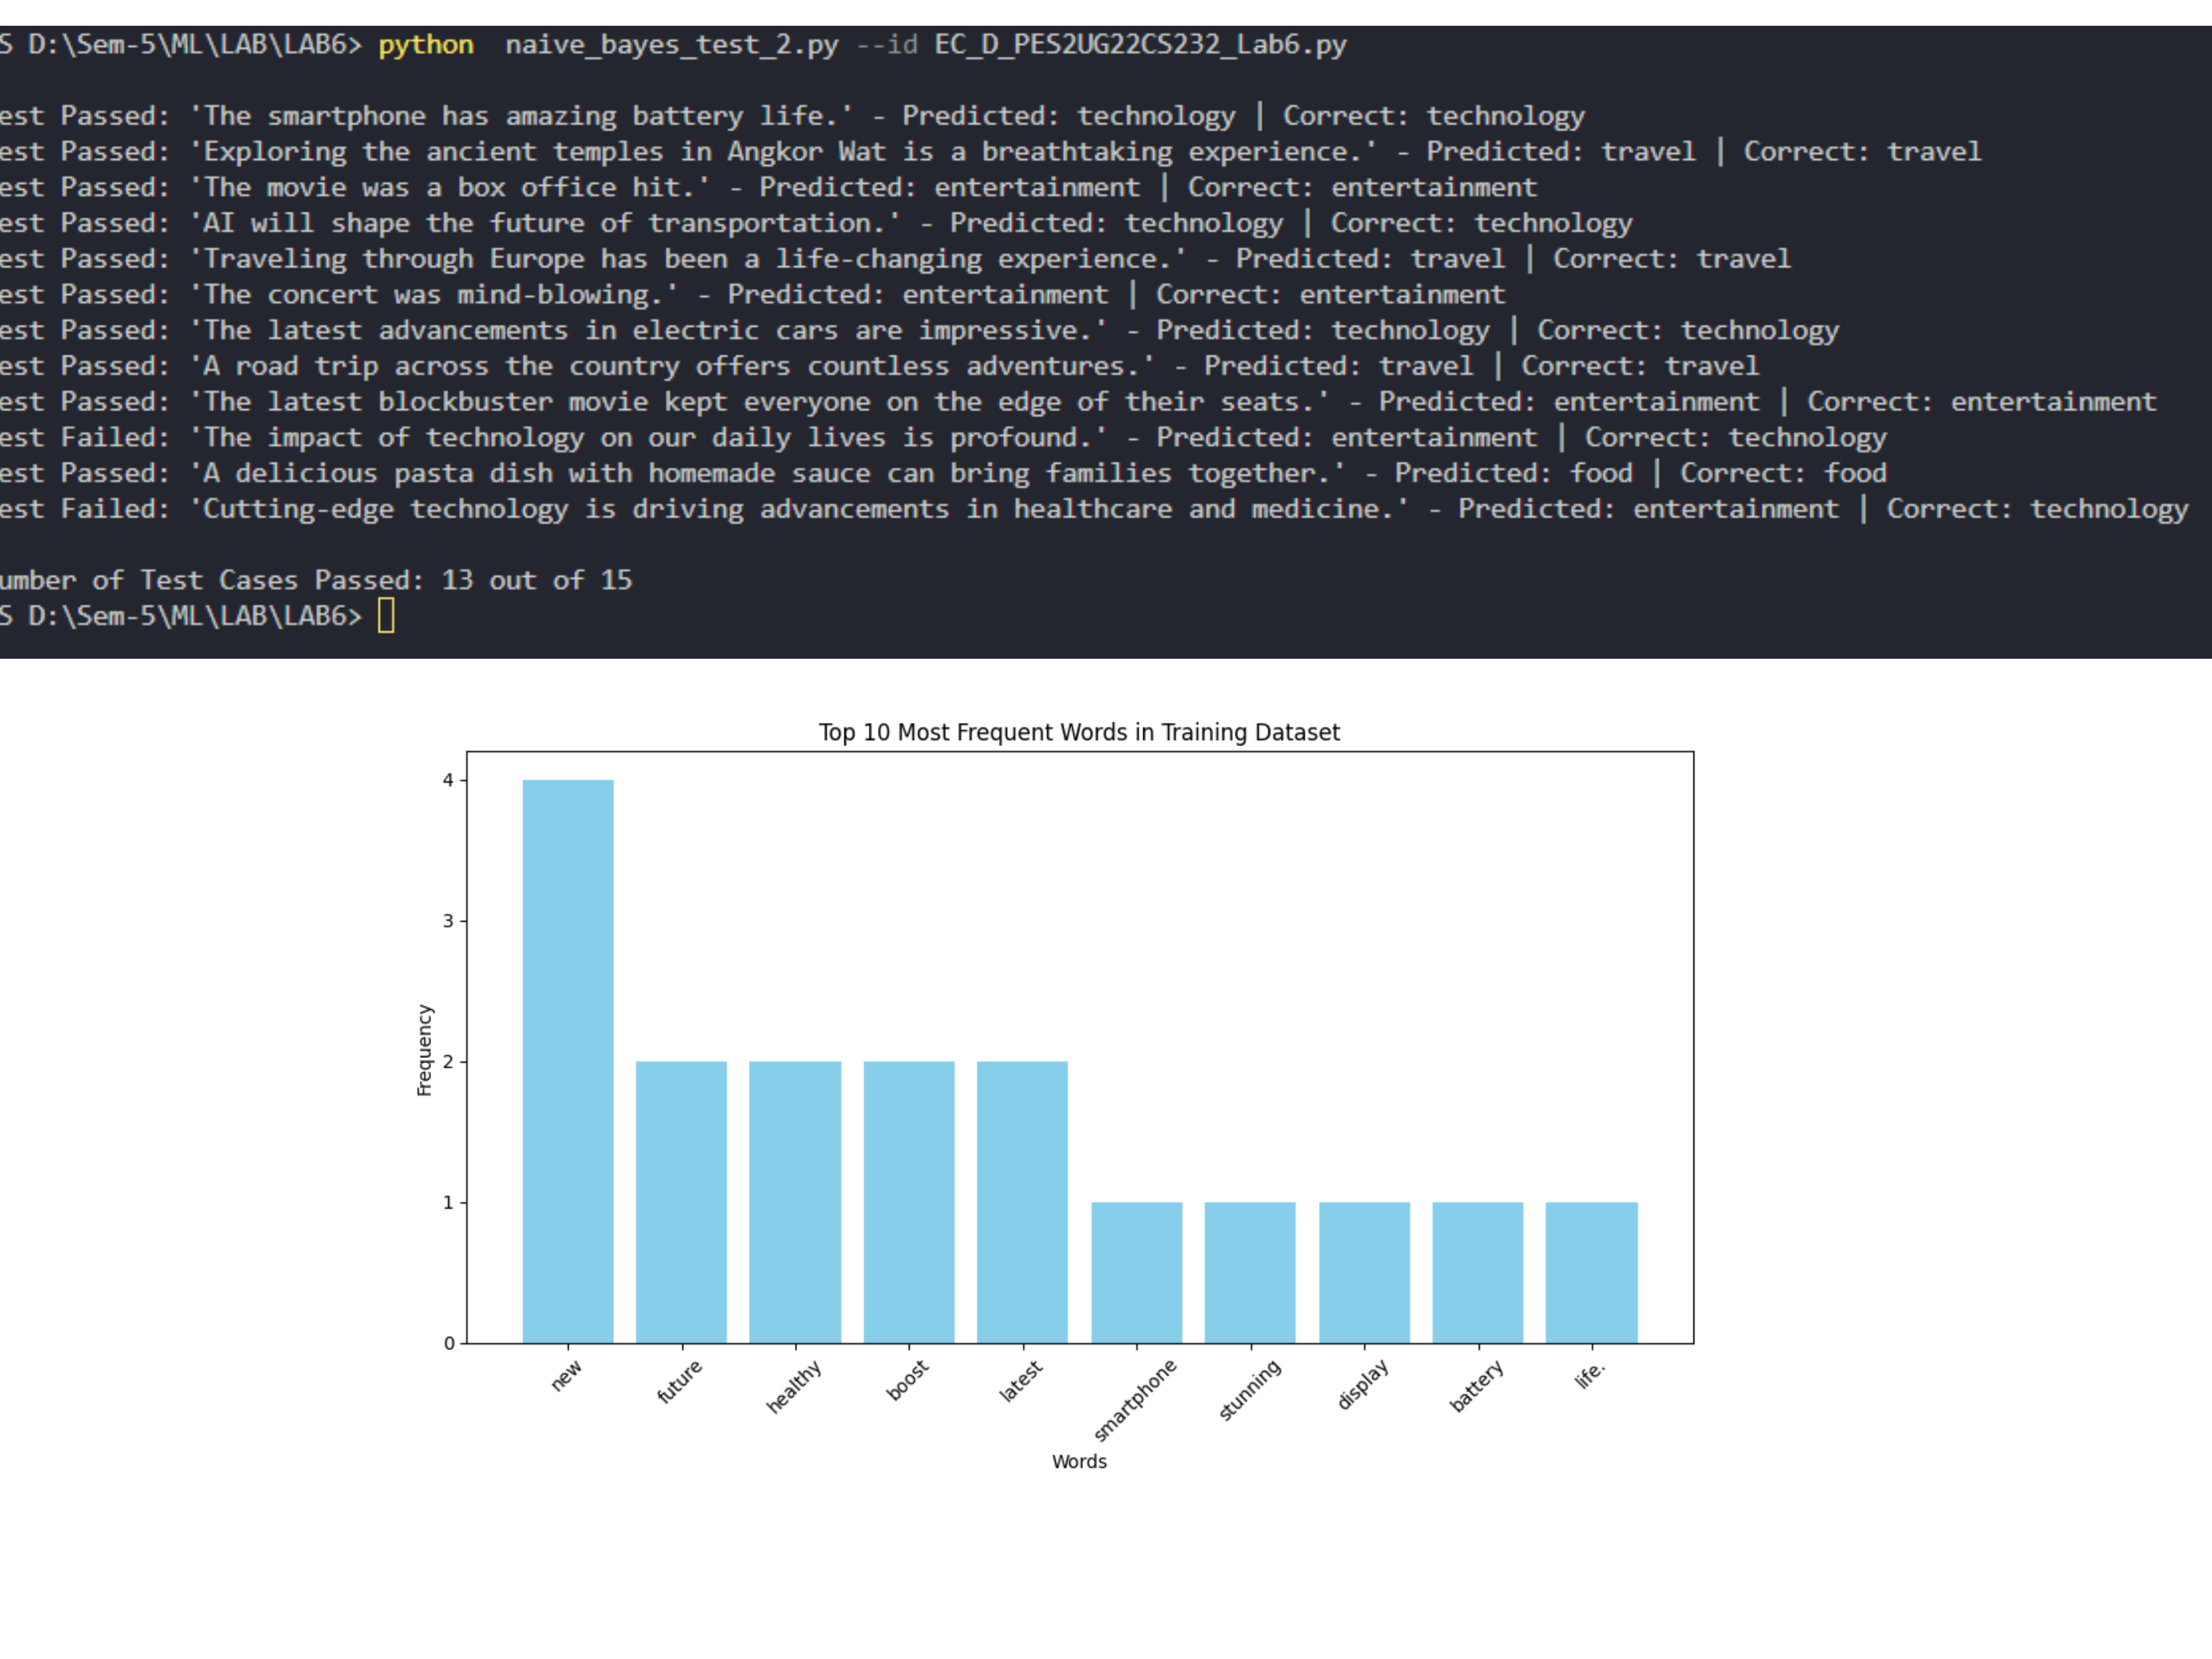 S D:\Sem-5\ML\LAB\LAB6> python  naive_bayes_test_2.py --id EC_D_PES2UG22CS232_Lab6.py
est Passed: 'The smartphone has amazing battery life.' - Predicted: technology | Correct: technology
est Passed: 'Exploring the ancient temples in Angkor Wat is a breathtaking experience.' - Predicted: travel | Correct: travel
est Passed: 'The movie was a box office hit.' - Predicted: entertainment | Correct: entertainment
est Passed: 'AI will shape the future of transportation.' - Predicted: technology | Correct: technology
est Passed: 'Traveling through Europe has been a life-changing experience.' - Predicted: travel | Correct: travel
est Passed: 'The concert was mind-blowing.' - Predicted: entertainment | Correct: entertainment
est Passed: 'The latest advancements in electric cars are impressive.' - Predicted: technology | Correct: technology
est Passed: 'A road trip across the country offers countless adventures.' - Predicted: travel | Correct: travel
est Passed: 'The latest blockbuster movie kept everyone on the edge of their seats.' - Predicted: entertainment | Correct: entertainment
est Failed: 'The impact of technology on our daily lives is profound.' - Predicted: entertainment | Correct: technology
est Passed: 'A delicious pasta dish with homemade sauce can bring families together.' - Predicted: food | Correct: food
est Failed: 'Cutting-edge technology is driving advancements in healthcare and medicine.' - Predicted: entertainment | Correct: technology
umber of Test Cases Passed: 13 out of 15
S D:\Sem-5\ML\LAB\LAB6>
Top 10 Most Frequent Words in Training Dataset
4
3
2
1
0
Frequency
new
future
healthy
boost
latest
smartphone
stunning
display
battery
life.
Words